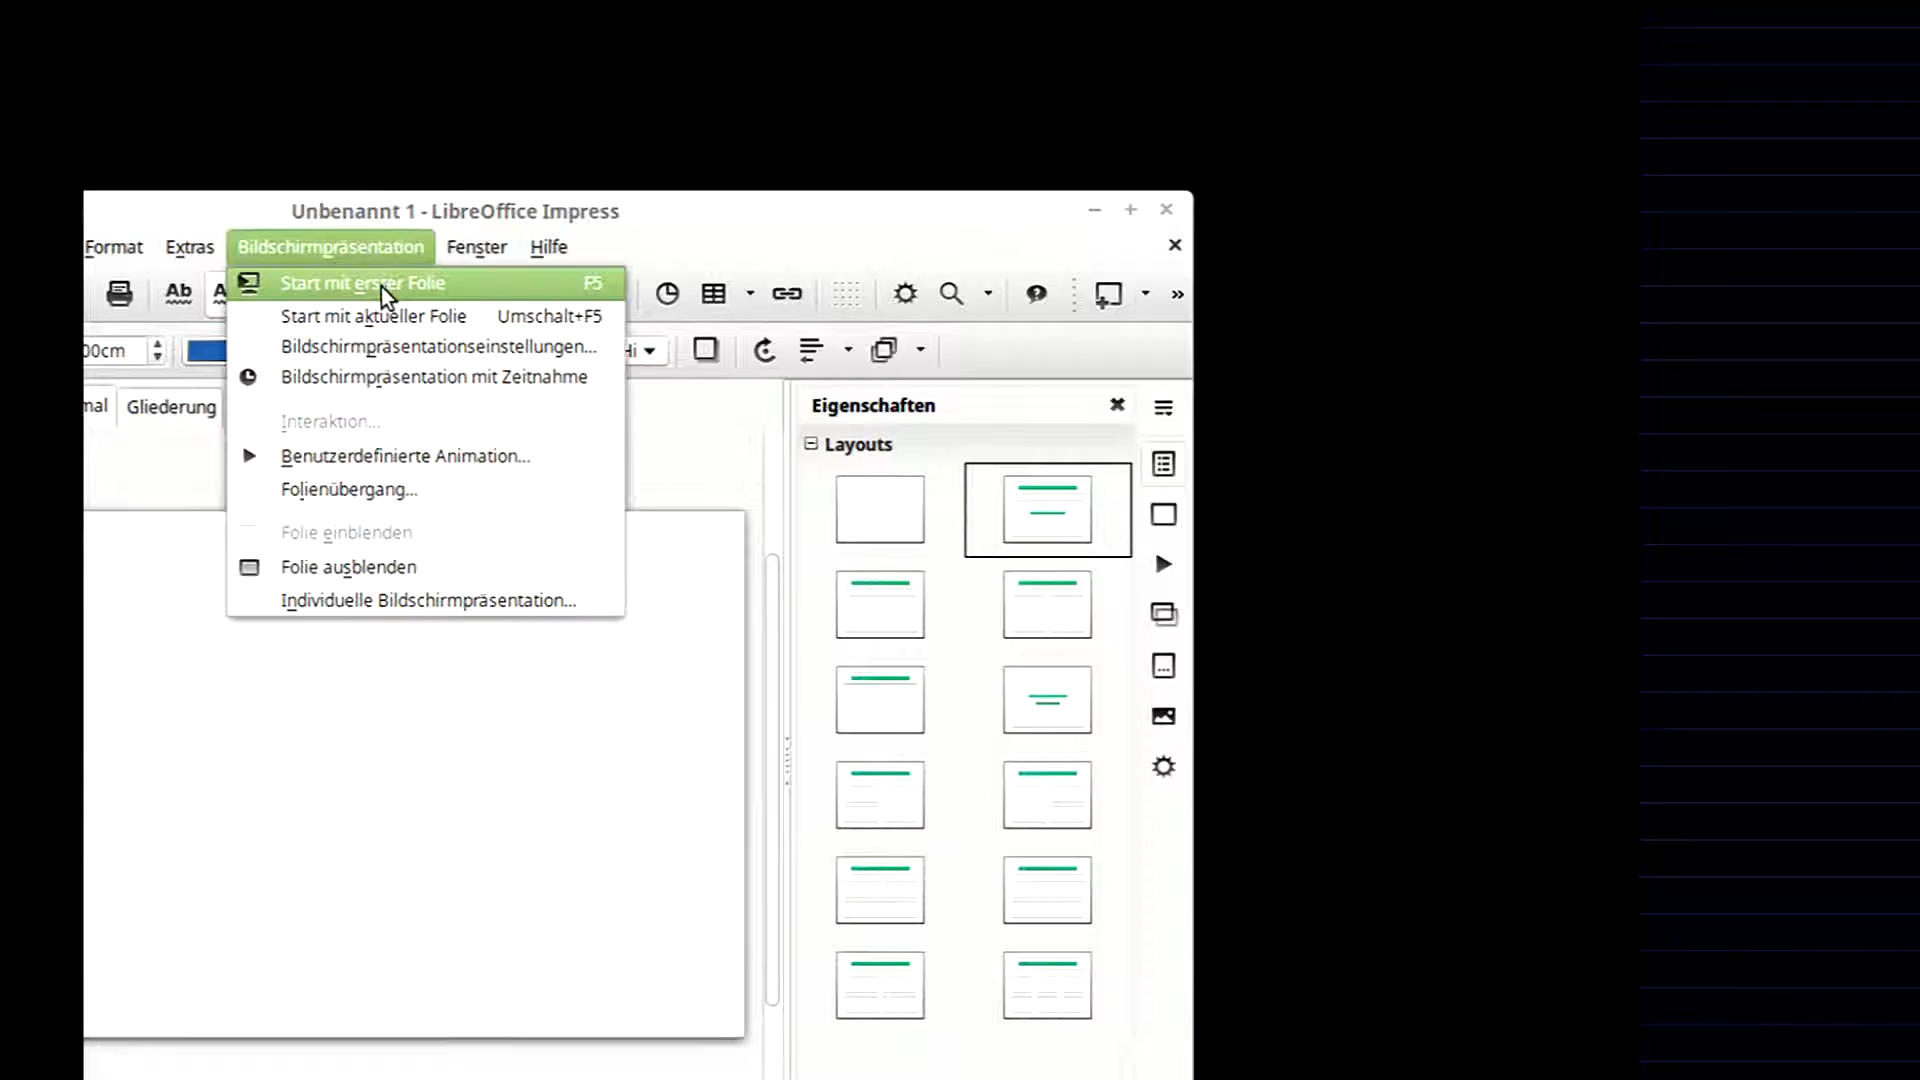 Unbenannt 1 - LibreOffice Impress
Format Extras Bildschirmpräsentation Fenster Hilfe
Start mit erster Folie F5
Start mit aktueller Folie Umschalt+F5
Bildschirmpräsentationseinstellungen...
Bildschirmpräsentation mit Zeitnahme
Interaktion...
Benutzerdefinierte Animation...
Folienübergang...
Folie einblenden
Folie ausblenden
Individuelle Bildschirmpräsentation...
Ab
00cm
Gliederung
Eigenschaften
Layouts